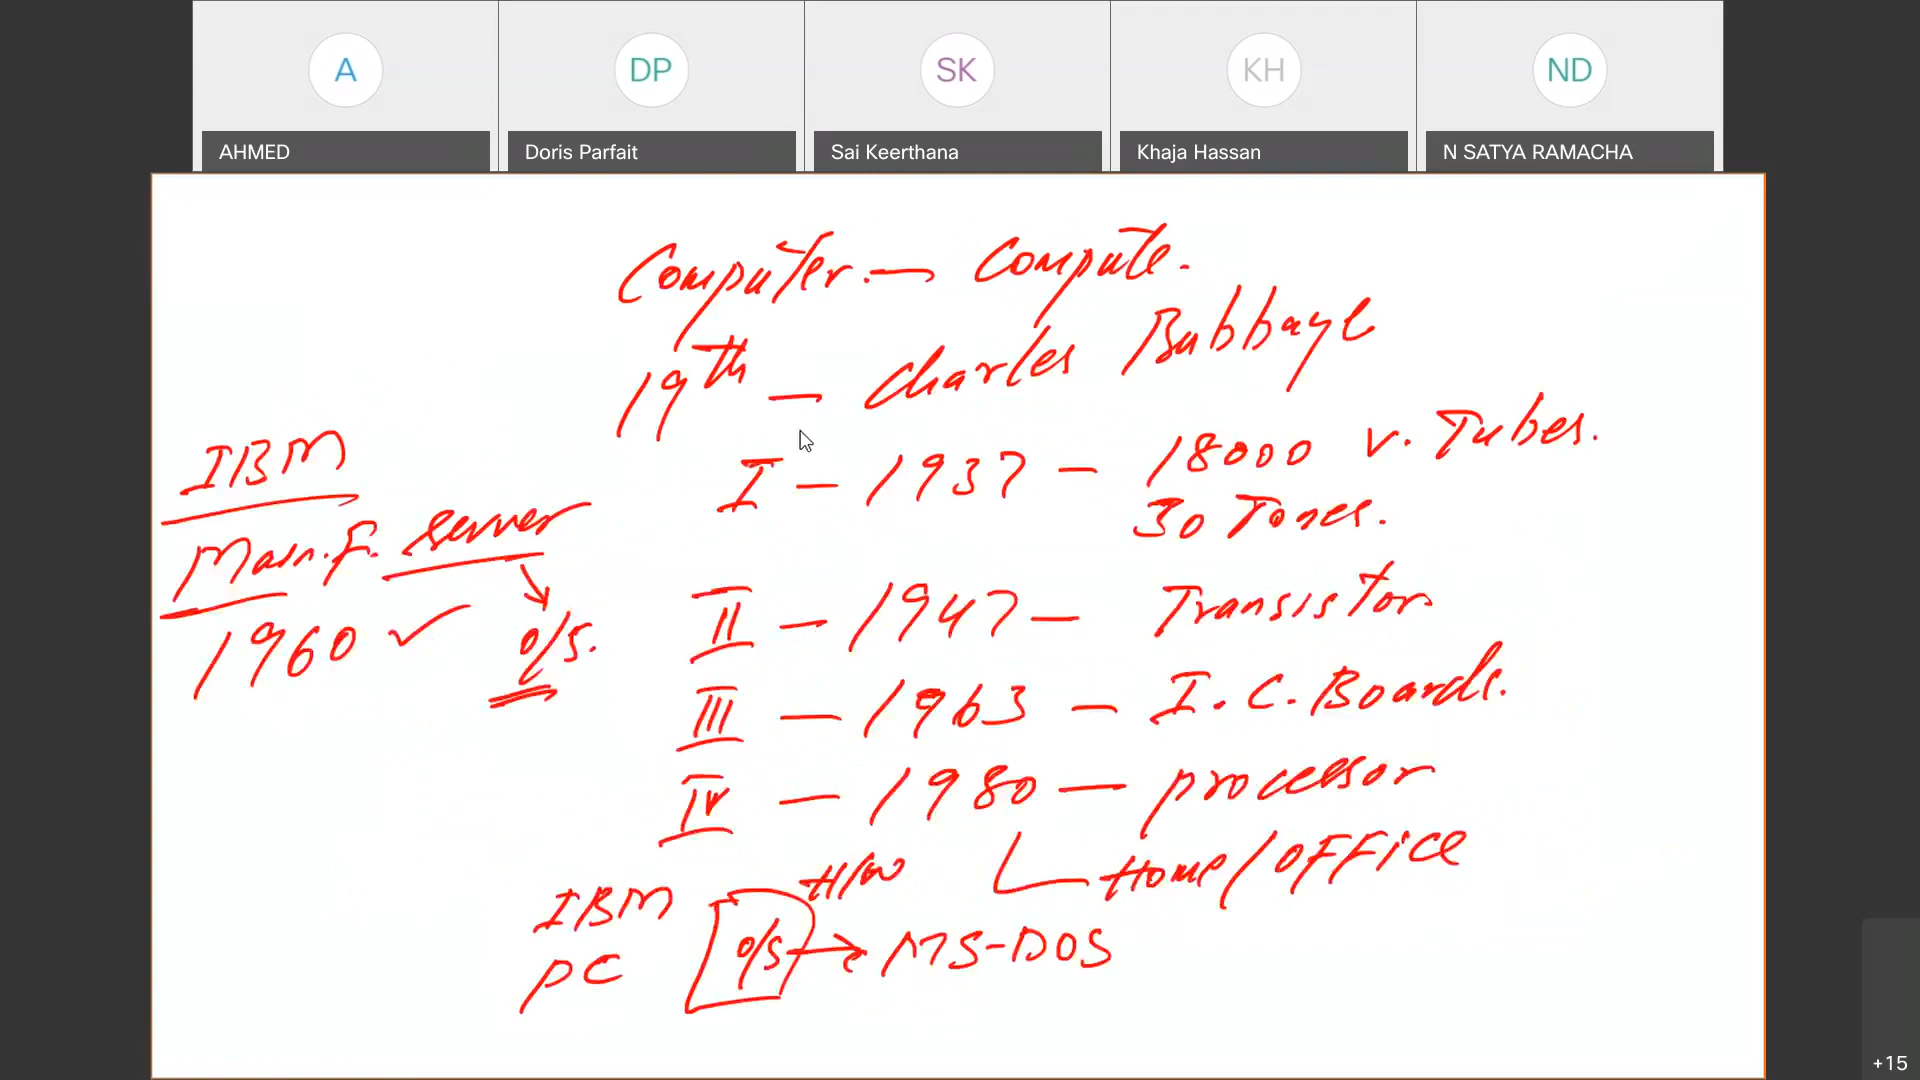 A
DP
SK
KH
ND
AHMED
Doris Parfait
Sai Keerthana
Khaja Hassan
N SATYA RAMACHA
Computer. — Compute.
19th — Charles Bubbage
I — 1937 — 18000 v. Tubes.
30 Tones.
II — 1947 — Transistor
III — 1963 — I.C. Boards.
IV — 1980 — processor
Home/OFFice
IBM
Main.F. server
1960 ✓ o/s.
H/w
IBM
PC
o/s → MS-DOS
+15